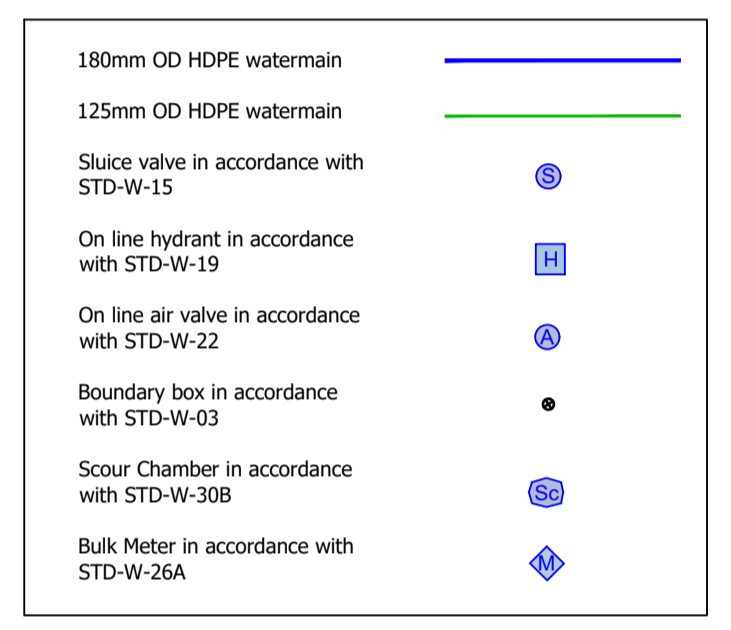 180mm OD HDPE watermain
125mm OD HDPE watermain
Sluice valve in accordance with
STD-W-15
S
On line hydrant in accordance
with STD-W-19
H
On line air valve in accordance
with STD-W-22
A
Boundary box in accordance
with STD-W-03
Scour Chamber in accordance
with STD-W-30B
Sc
Bulk Meter in accordance with
STD-W-26A
M